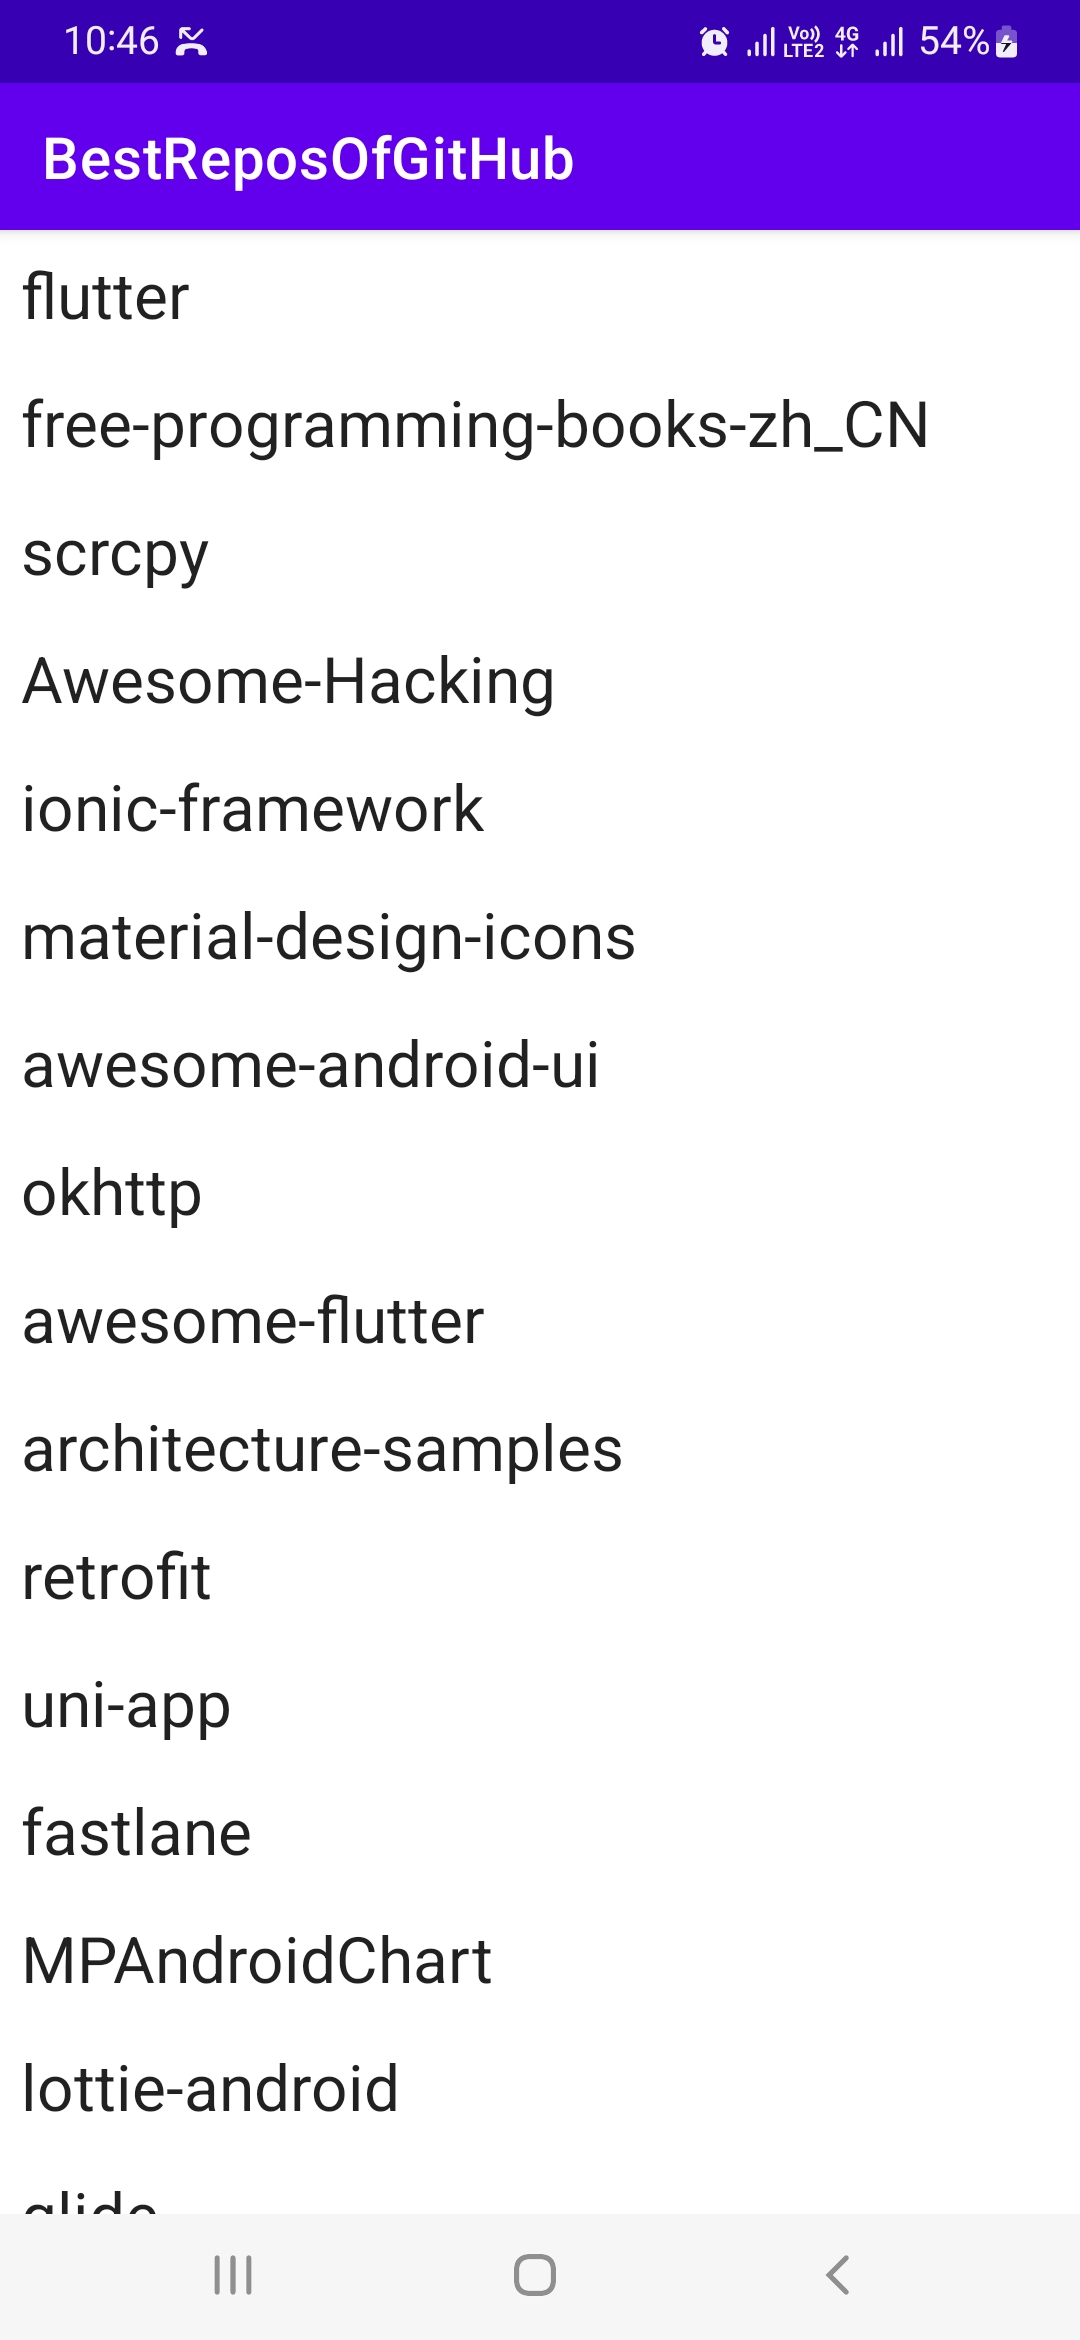 10:46 Vo)) LTE2 4G 54%
BestReposOfGitHub
flutter
free-programming-books-zh_CN
scrcpy
Awesome-Hacking
ionic-framework
material-design-icons
awesome-android-ui
okhttp
awesome-flutter
architecture-samples
retrofit
uni-app
fastlane
MPAndroidChart
lottie-android
glide